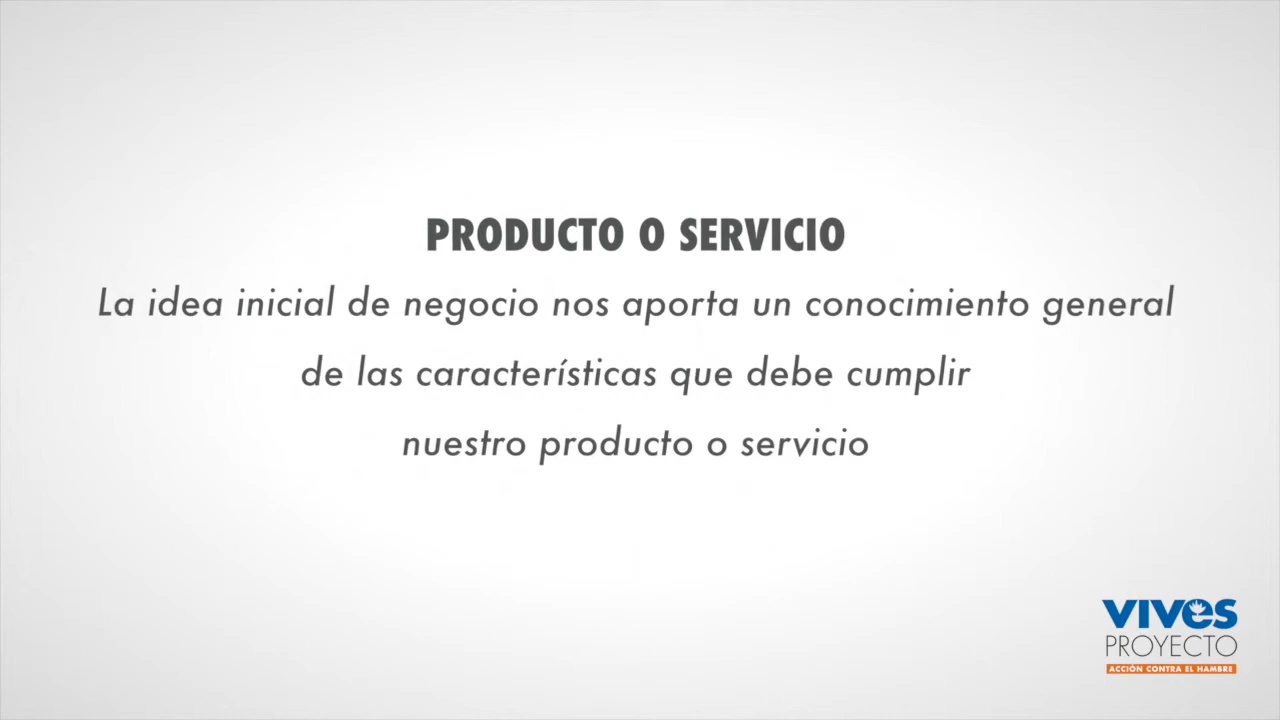 PRODUCTO O SERVICIO
La idea inicial de negocio nos aporta un conocimiento general
de las características que debe cumplir
nuestro producto o servicio
VIVES
PROYECTO
ACCIÓN CONTRA EL HAMBRE